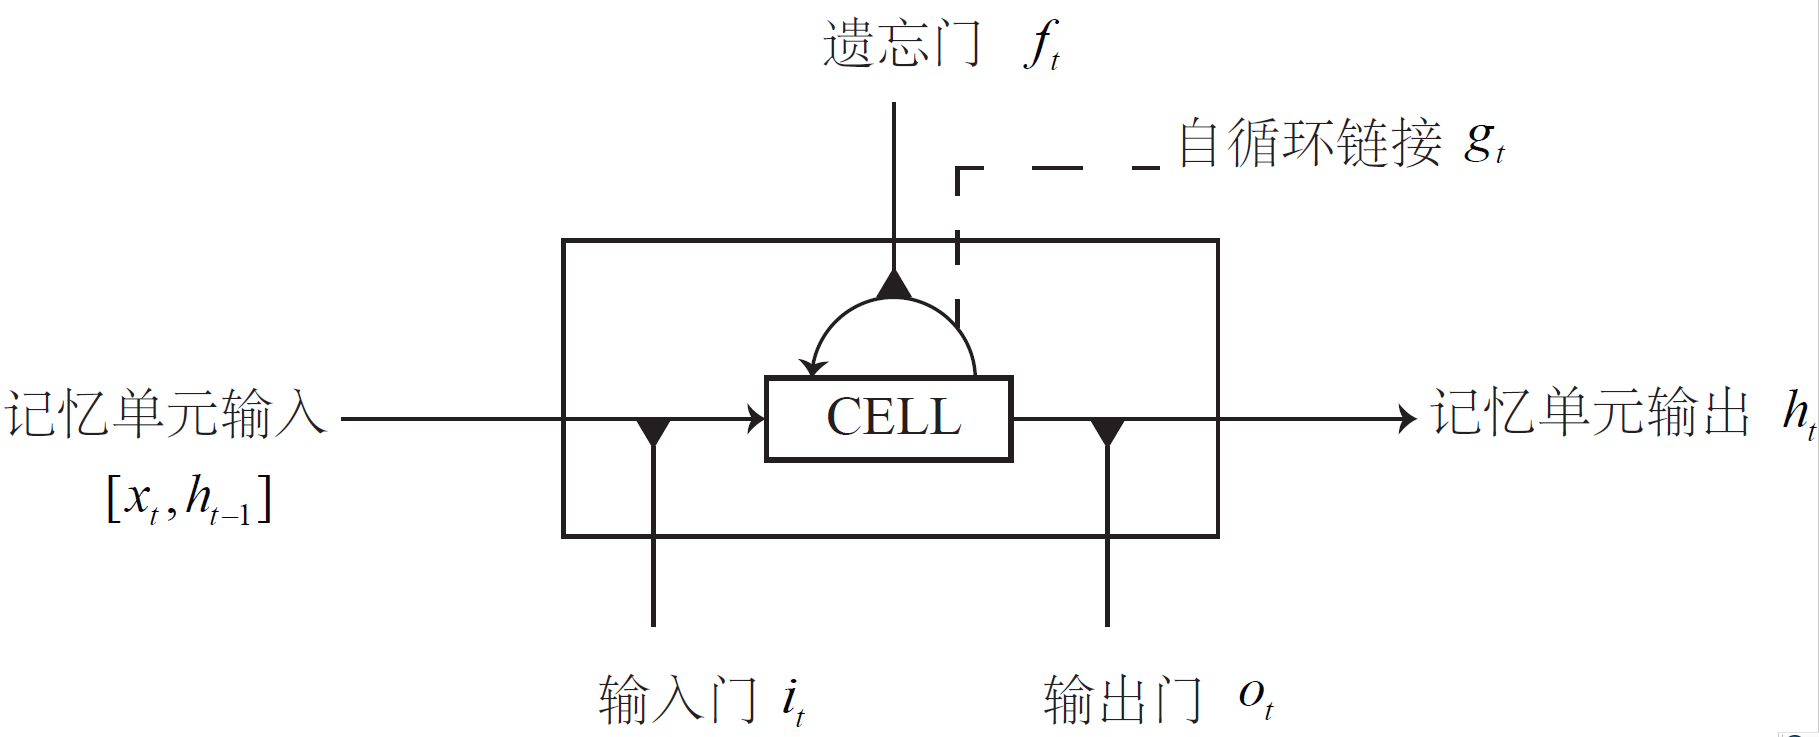 遗忘门 f_t
自循环链接 g_t
记忆单元输入
CELL
记忆单元输出 h_t
[x_t, h_{t-1}]
输入门 i_t
输出门 o_t